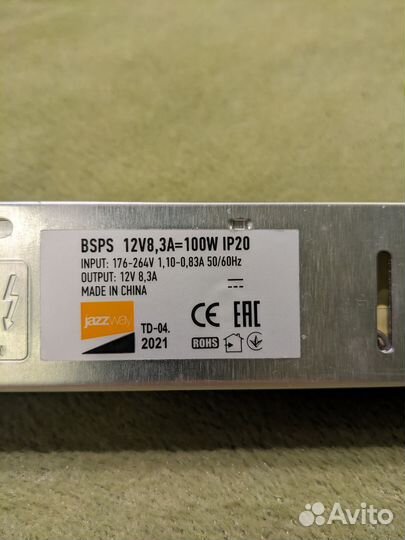 BSPS 12V8,3A=100W IP20
INPUT: 176-264V 1,10-0,83A 50/60Hz
OUTPUT: 12V 8,3A
MADE IN CHINA
jazzway
TD-04.
2021
CE EAC
ROHS
Avito